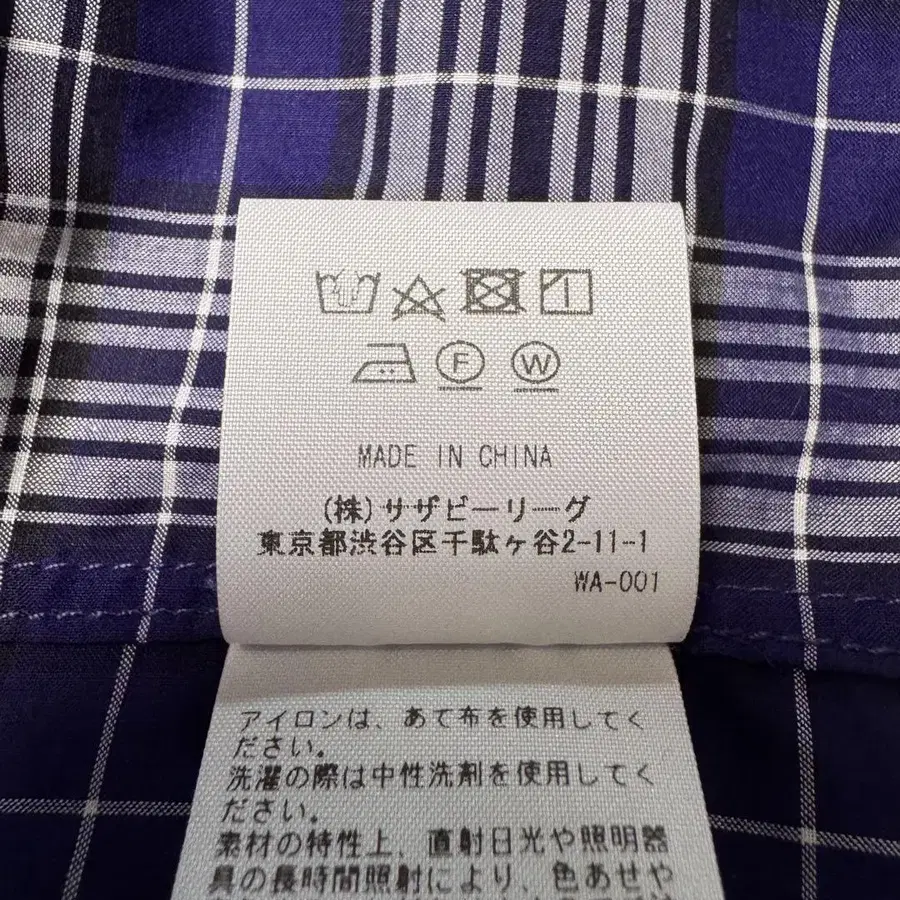 F W
MADE IN CHINA
(株)サザビーリーグ
東京都渋谷区千駄ヶ谷2-11-1
WA-001
アイロンは、あて布を使用してく
ださい。
洗濯の際は中性洗剤を使用してく
ださい。
素材の特性上、直射日光や照明器
具の長時間照射により、色あせや